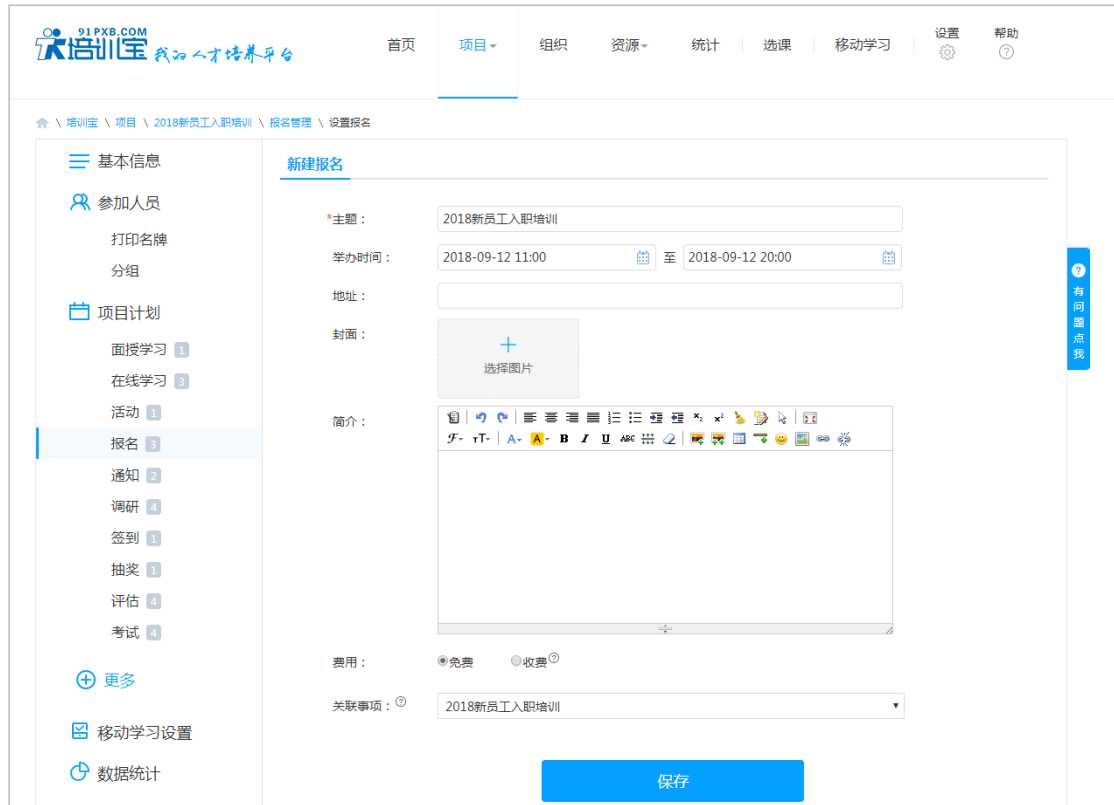 91PXB.COM
培训宝 我的人才培养平台
首页 项目 组织 资源 统计 选课 移动学习 设置 帮助
\ 培训宝 \ 项目 \ 2018新员工入职培训 \ 报名管理 \ 设置报名
基本信息
参加人员
打印名牌
分组
项目计划
面授学习 1
在线学习 3
活动 1
报名 3
通知 2
调研 4
签到 1
抽奖 1
评估 4
考试 4
更多
移动学习设置
数据统计
新建报名
*主题： 2018新员工入职培训
举办时间： 2018-09-12 11:00 至 2018-09-12 20:00
地址：
封面： 选择图片
简介：
费用： 免费 收费
关联事项： 2018新员工入职培训
保存
有问题点我